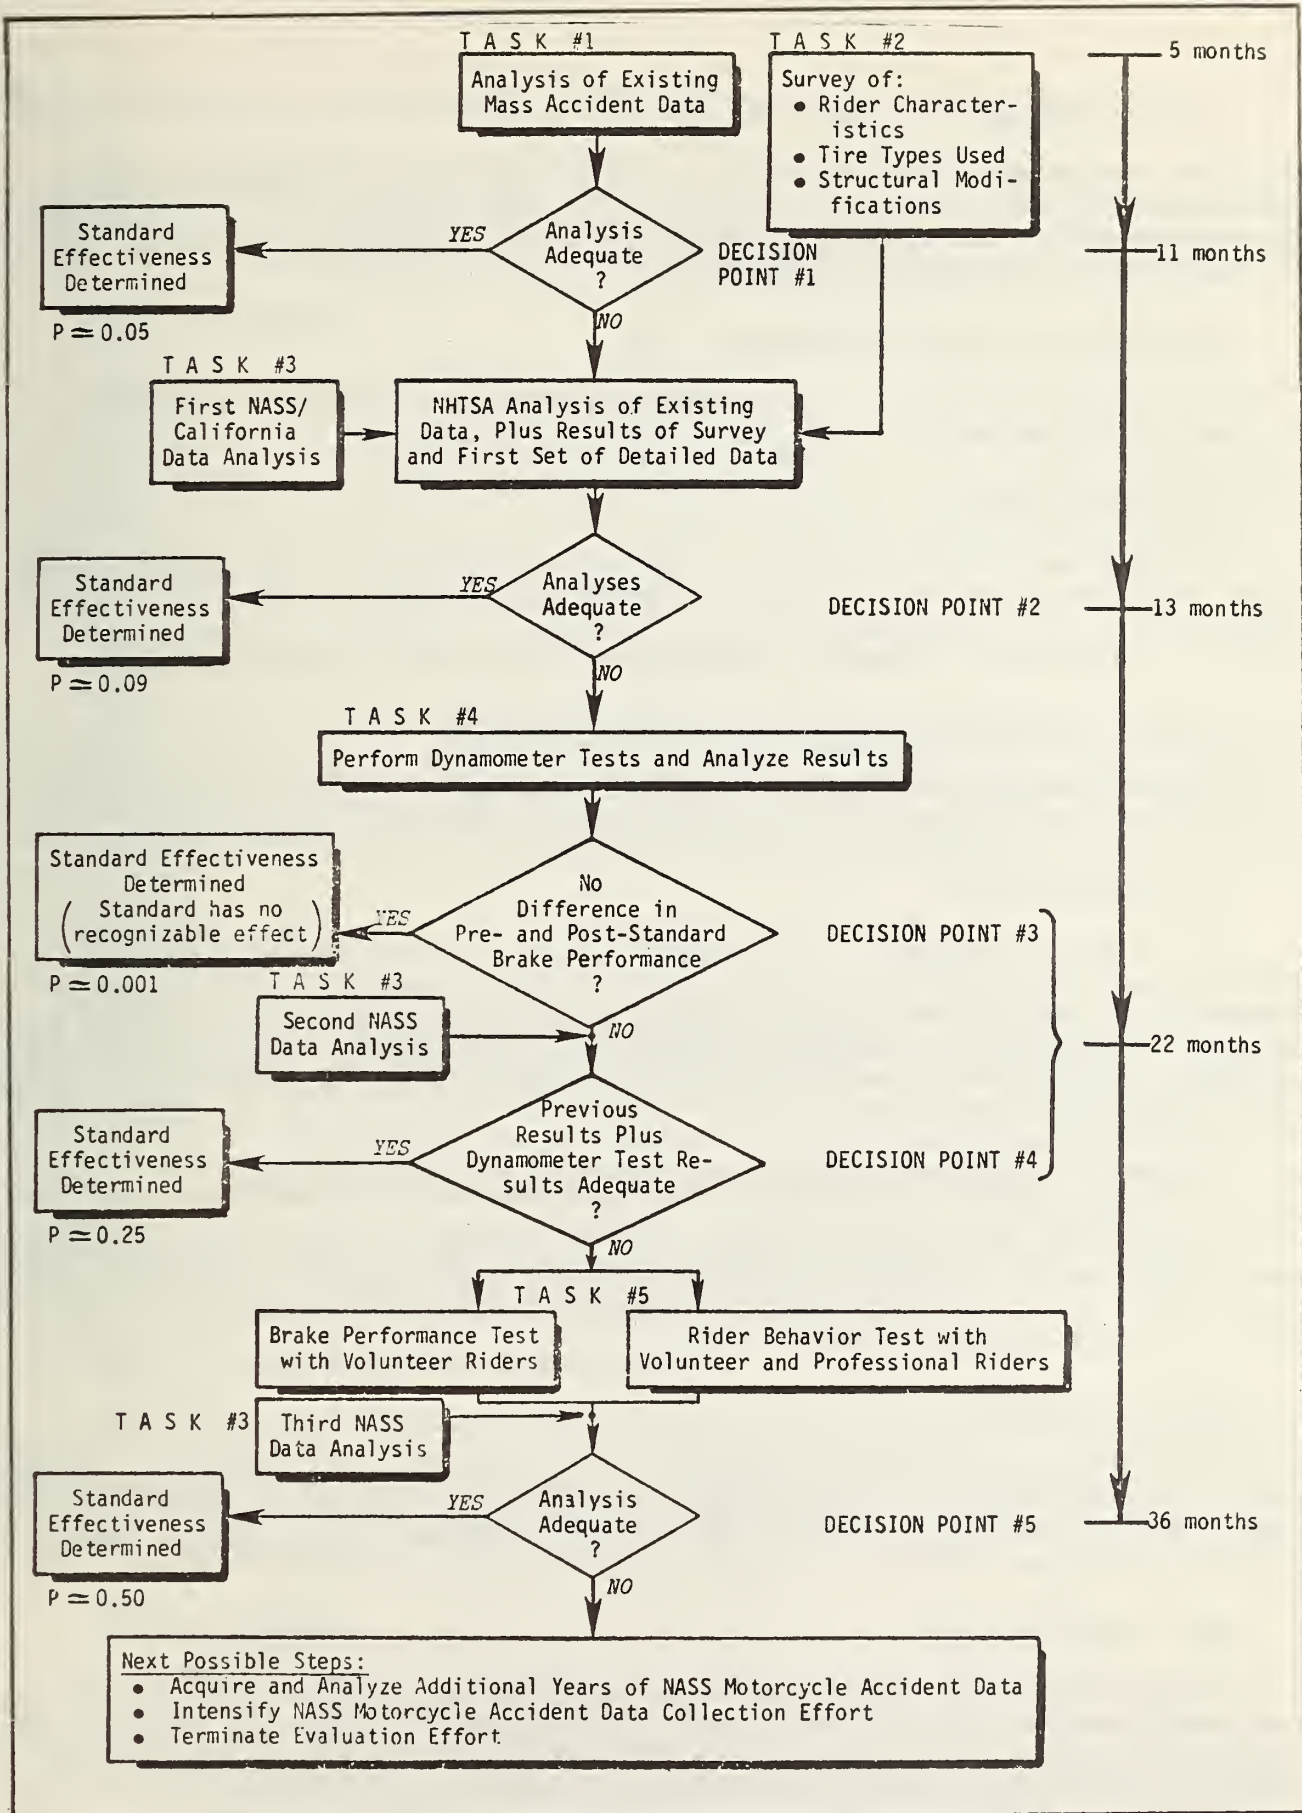 T A S K #1
Analysis of Existing
Mass Accident Data
T A S K #2
Survey of:
• Rider Character-
istics
• Tire Types Used
• Structural Modi-
fications
5 months
Standard
Effectiveness
Determined
P ≃ 0.05
YES
Analysis
Adequate
?
NO
DECISION
POINT #1
11 months
T A S K #3
First NASS/
California
Data Analysis
NHTSA Analysis of Existing
Data, Plus Results of Survey
and First Set of Detailed Data
Standard
Effectiveness
Determined
P ≃ 0.09
YES
Analyses
Adequate
?
NO
DECISION POINT #2
13 months
T A S K #4
Perform Dynamometer Tests and Analyze Results
Standard Effectiveness
Determined
(Standard has no
recognizable effect)
P ≃ 0.001
YES
No
Difference in
Pre- and Post-Standard
Brake Performance
?
NO
DECISION POINT #3
T A S K #3
Second NASS
Data Analysis
22 months
Standard
Effectiveness
Determined
P ≃ 0.25
YES
Previous
Results Plus
Dynamometer Test Re-
sults Adequate
?
NO
DECISION POINT #4
T A S K #5
Brake Performance Test
with Volunteer Riders
Rider Behavior Test with
Volunteer and Professional Riders
T A S K #3
Third NASS
Data Analysis
Standard
Effectiveness
Determined
P ≃ 0.50
YES
Analysis
Adequate
?
NO
DECISION POINT #5
36 months
Next Possible Steps:
• Acquire and Analyze Additional Years of NASS Motorcycle Accident Data
• Intensify NASS Motorcycle Accident Data Collection Effort
• Terminate Evaluation Effort